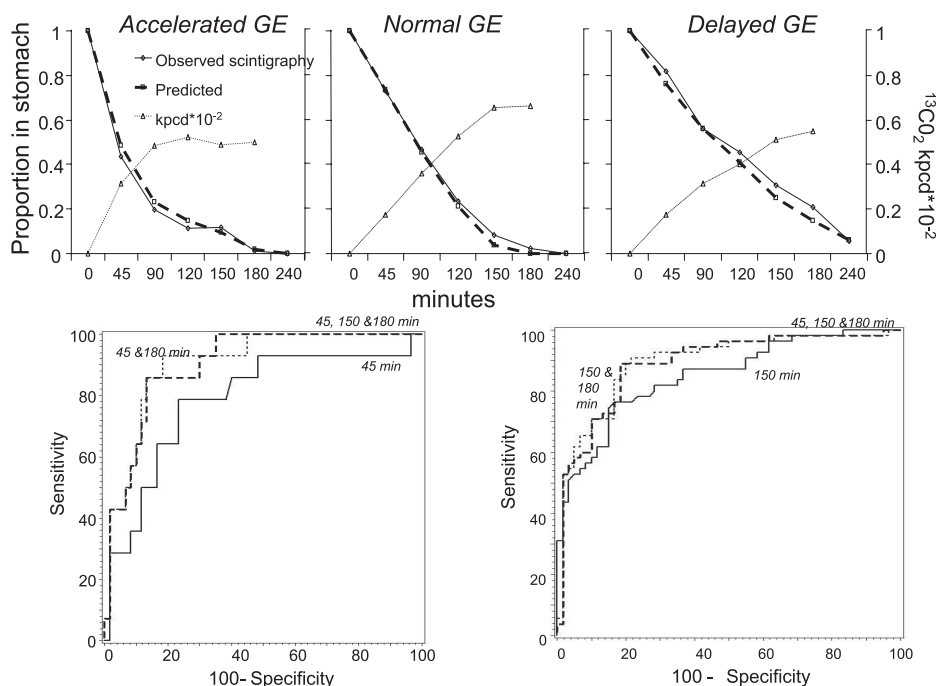 Accelerated GE
Normal GE
Delayed GE
Proportion in stomach
1
0.8
0.6
0.4
0.2
0
Observed scintigraphy
Predicted
kpcd*10-2
0 45 90 120 150 180 240
0 45 90 120 150 180 240
0 45 90 120 150 180 240
minutes
1
0.8
0.6
0.4
0.2
0
13C02 kpcd*10-2
45, 150 &180 min
45 &180 min
45 min
Sensitivity
100
80
60
40
20
0
0 20 40 60 80 100
100- Specificity
45, 150 &180 min
150 &
180
min
150 min
Sensitivity
100
80
60
40
20
0
0 20 40 60 80 100
100 - Specificity